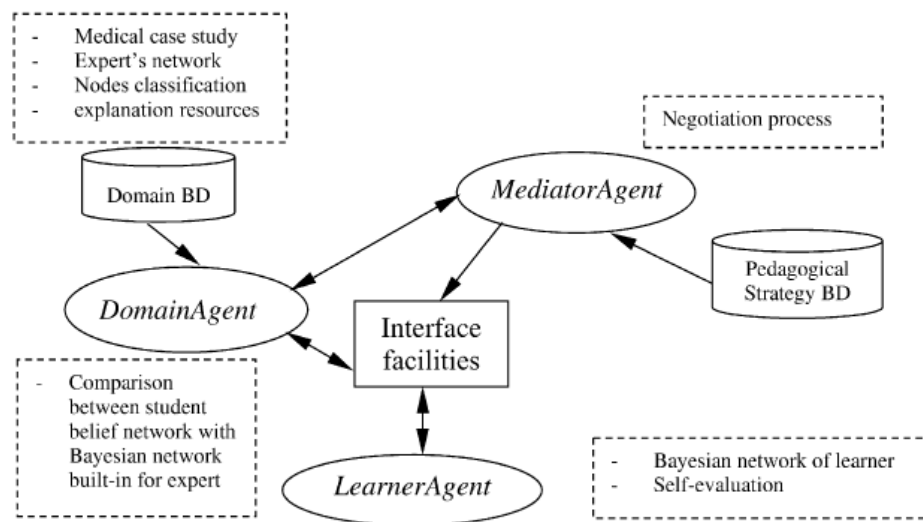 - Medical case study
- Expert's network
- Nodes classification
- explanation resources
Negotiation process
Domain BD
MediatorAgent
Pedagogical
Strategy BD
DomainAgent
Interface
facilities
- Comparison
between student
belief network with
Bayesian network
built-in for expert
LearnerAgent
- Bayesian network of learner
- Self-evaluation